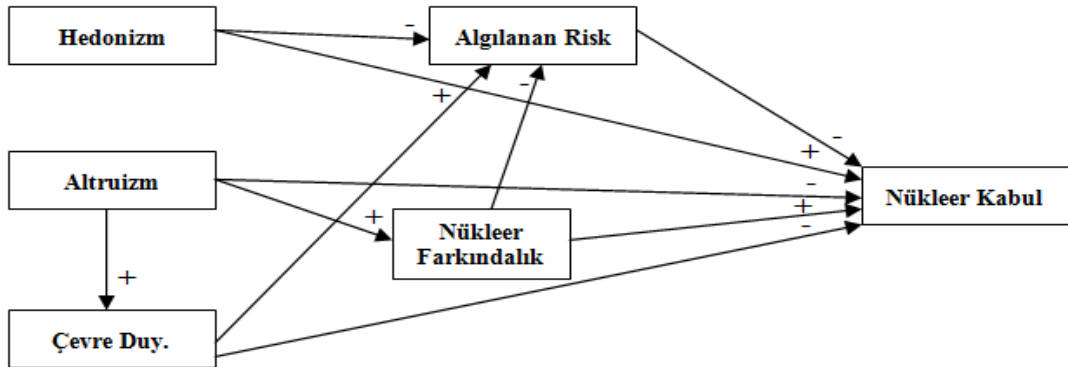 Hedonizm
-
Algılanan Risk
+
-
-
+
Altruizm
-
+
+
-
Nükleer Kabul
+
Nükleer
Farkındalık
+
Çevre Duy.